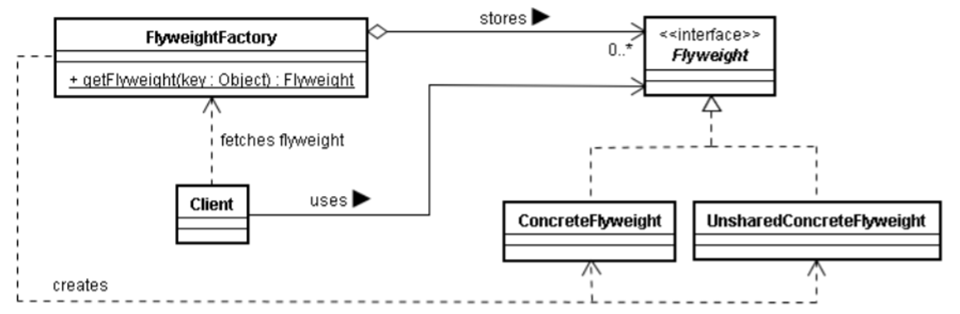 stores ▶
FlyweightFactory
<<interface>>
0..*
Flyweight
+ getFlyweight(key : Object) : Flyweight
fetches flyweight
Client
uses ▶
ConcreteFlyweight
UnsharedConcreteFlyweight
creates